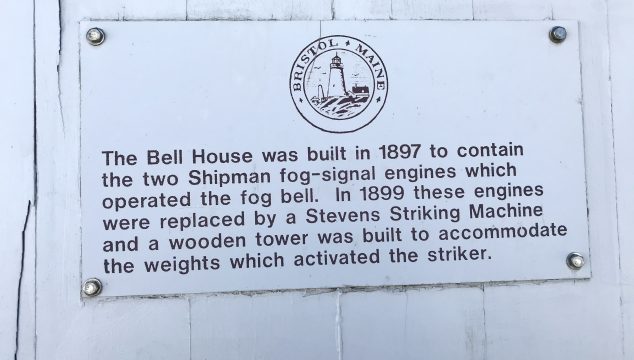 BRISTOL ✦ MAINE ✦
The Bell House was built in 1897 to contain
the two Shipman fog-signal engines which
operated the fog bell. In 1899 these engines
were replaced by a Stevens Striking Machine
and a wooden tower was built to accommodate
the weights which activated the striker.